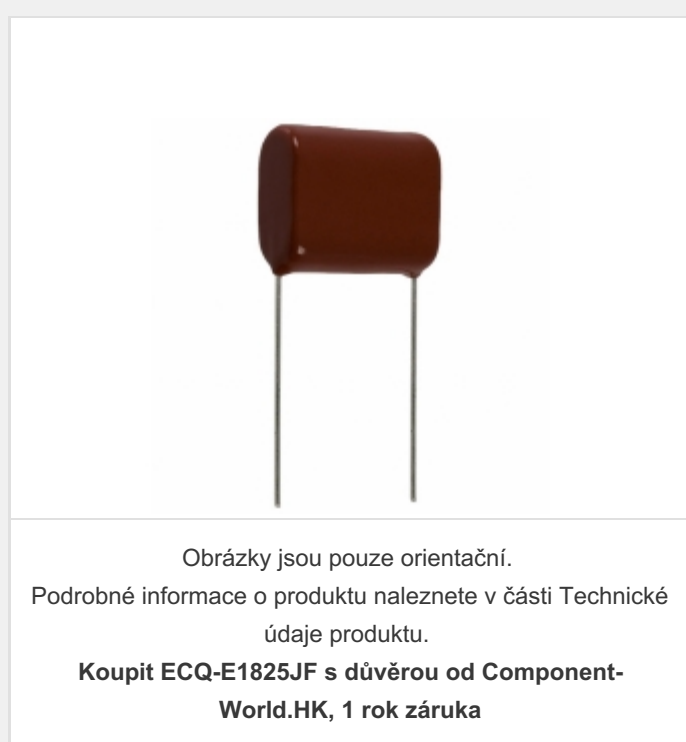 Obrázky jsou pouze orientační.
Podrobné informace o produktu naleznete v části Technické
údaje produktu.
Koupit ECQ-E1825JF s důvěrou od Component-
World.HK, 1 rok záruka